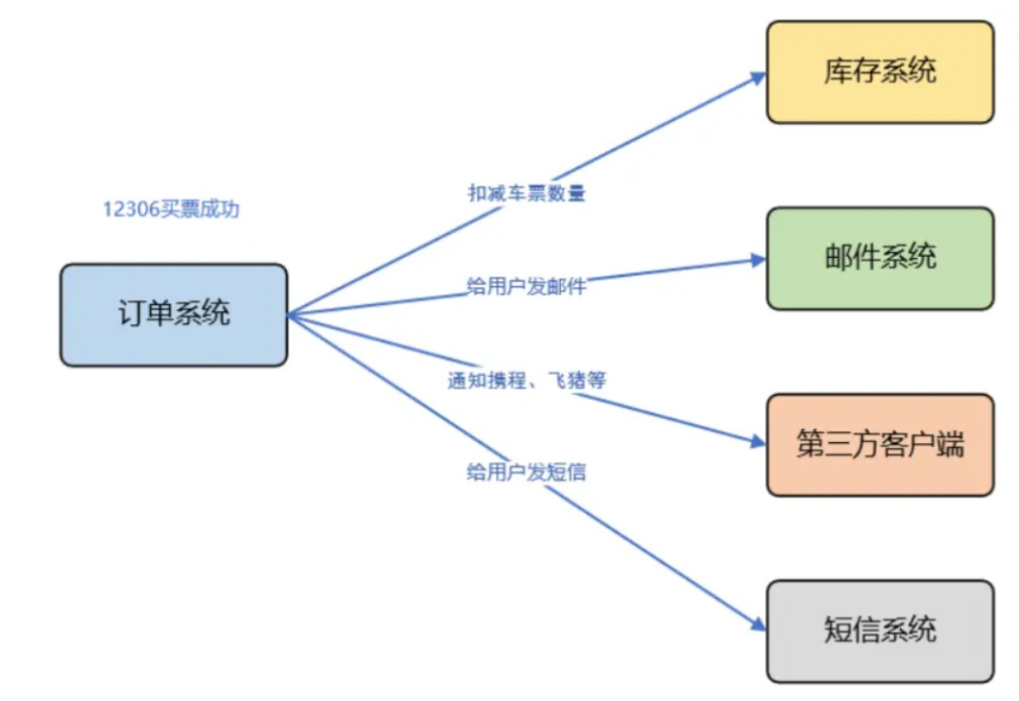 库存系统
扣减车票数量
12306买票成功
邮件系统
给用户发邮件
订单系统
通知携程、飞猪等
第三方客户端
给用户发短信
短信系统